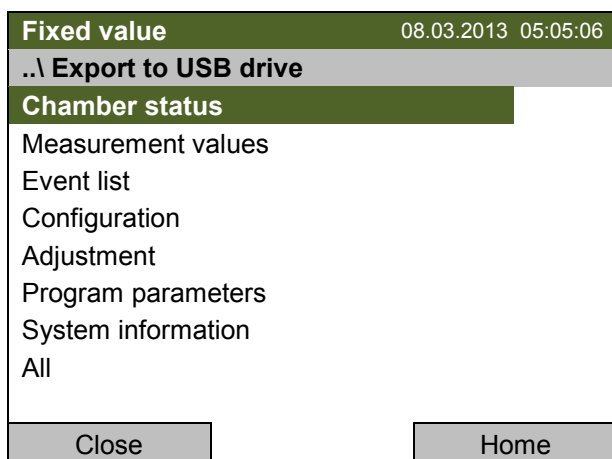 Fixed value 08.03.2013 05:05:06
..\ Export to USB drive
Chamber status
Measurement values
Event list
Configuration
Adjustment
Program parameters
System information
All
Close Home